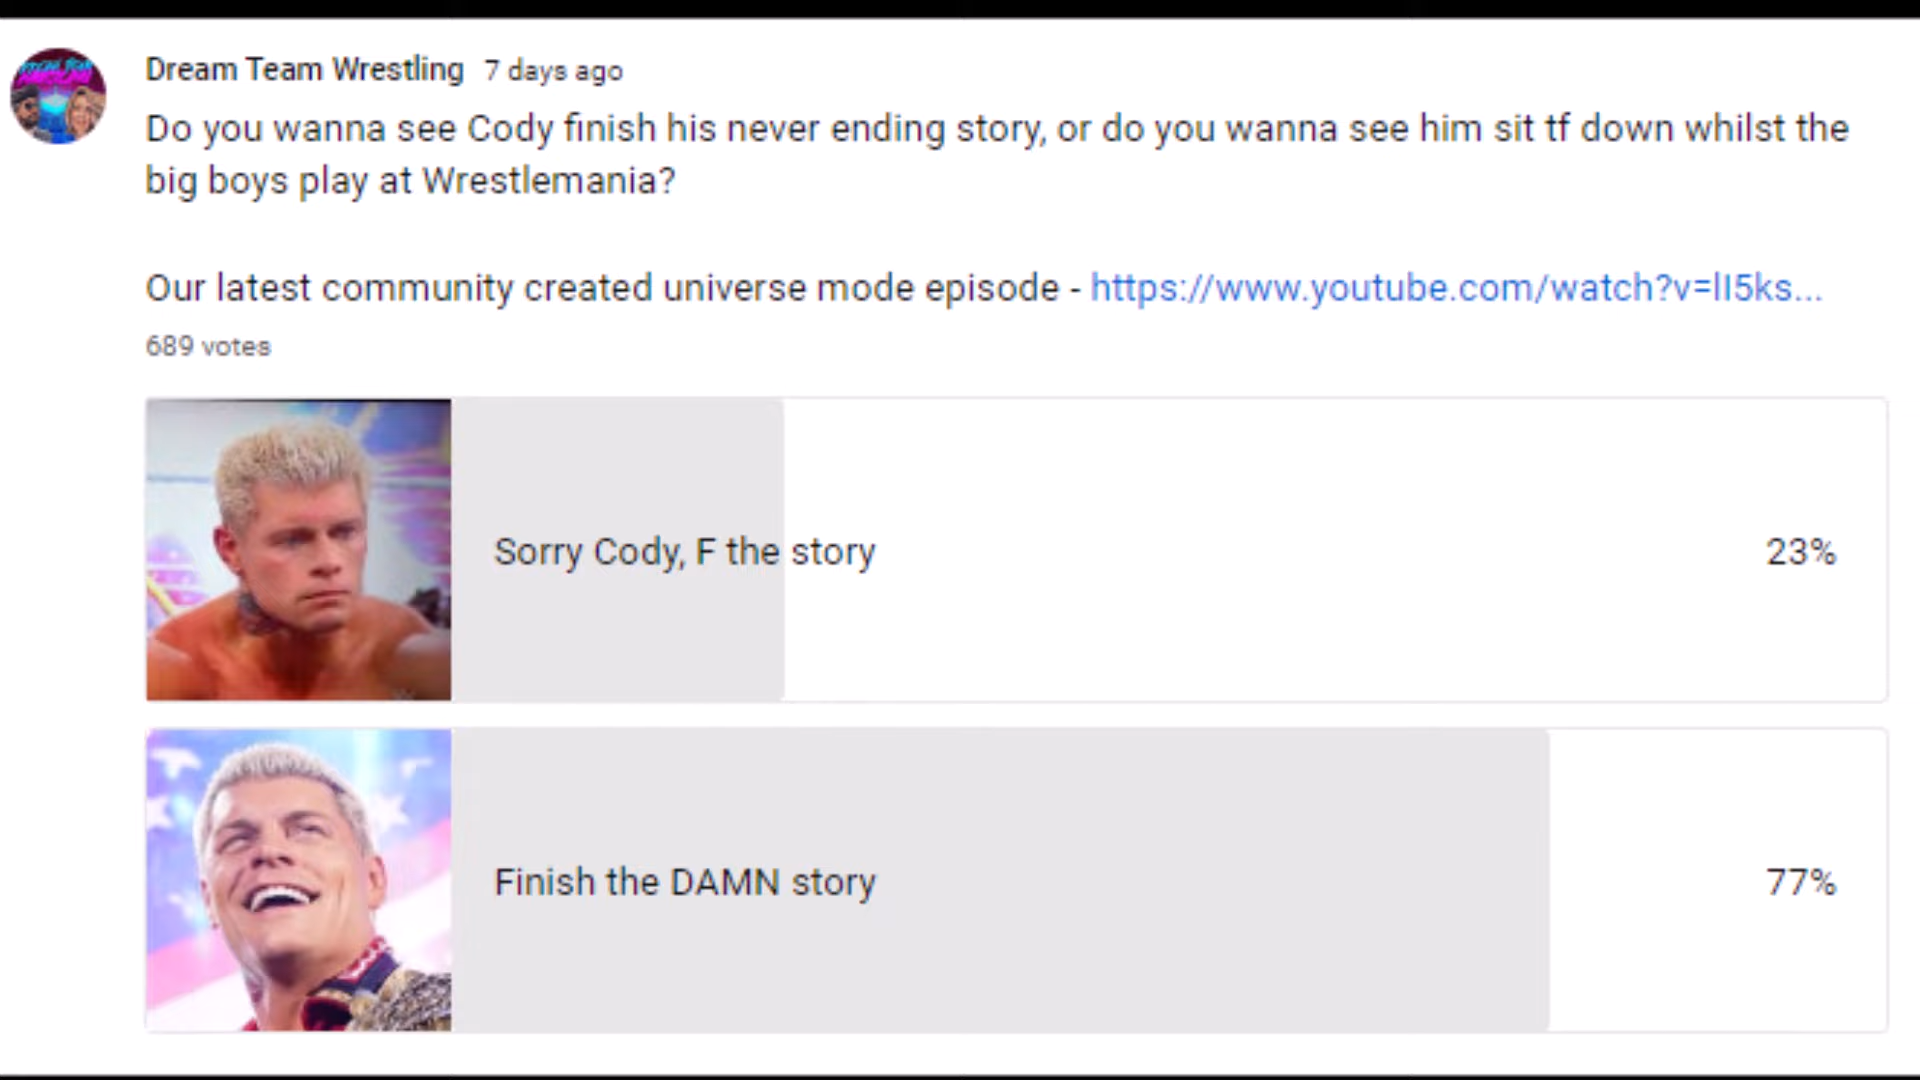 Dream Team Wrestling 7 days ago
Do you wanna see Cody finish his never ending story, or do you wanna see him sit tf down whilst the
big boys play at Wrestlemania?
Our latest community created universe mode episode - https://www.youtube.com/watch?v=lI5ks...
689 votes
Sorry Cody, F the story 23%
Finish the DAMN story 77%